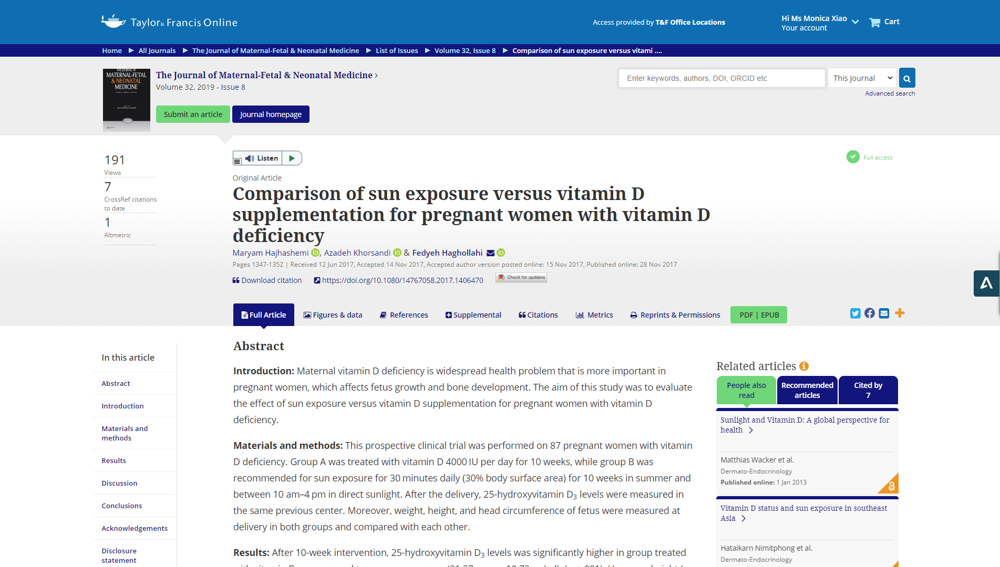 Taylor & Francis Online
Access provided by T&F Office Locations
Hi Ms Monica Xiao
Your account
Cart
Home
All Journals
The Journal of Maternal-Fetal & Neonatal Medicine
List of Issues
Volume 32, Issue 8
Comparison of sun exposure versus vitami ....
THE JOURNAL OF
MATERNAL-FETAL
& NEONATAL
MEDICINE
The Journal of Maternal-Fetal & Neonatal Medicine
Volume 32, 2019 - Issue 8
Submit an article
Journal homepage
Enter keywords, authors, DOI, ORCID etc
This Journal
Advanced search
191
Views
7
CrossRef citations
to date
1
Altmetric
Listen
Full access
Original Article
Comparison of sun exposure versus vitamin D
supplementation for pregnant women with vitamin D
deficiency
Maryam Hajhashemi iD, Azadeh Khorsandi iD & Fedyeh Haghollahi iD
Pages 1347-1352 | Received 12 Jun 2017, Accepted 14 Nov 2017, Accepted author version posted online: 15 Nov 2017, Published online: 28 Nov 2017
Download citation
https://doi.org/10.1080/14767058.2017.1406470
Check for updates
Full Article
Figures & data
References
Supplemental
Citations
Metrics
Reprints & Permissions
PDF | EPUB
In this article
Abstract
Introduction
Materials and
methods
Results
Discussion
Conclusions
Acknowledgements
Disclosure
statement
Abstract
Introduction: Maternal vitamin D deficiency is widespread health problem that is more important in
pregnant women, which affects fetus growth and bone development. The aim of this study was to evaluate
the effect of sun exposure versus vitamin D supplementation for pregnant women with vitamin D
deficiency.
Materials and methods: This prospective clinical trial was performed on 87 pregnant women with vitamin
D deficiency. Group A was treated with vitamin D 4000 IU per day for 10 weeks, while group B was
recommended for sun exposure for 30 minutes daily (30% body surface area) for 10 weeks in summer and
between 10 am–4 pm in direct sunlight. After the delivery, 25-hydroxyvitamin D3 levels were measured in
the same previous center. Moreover, weight, height, and head circumference of fetus were measured at
delivery in both groups and compared with each other.
Results: After 10-week intervention, 25-hydroxyvitamin D3 levels was significantly higher in group treated
Related articles
People also
read
Recommended
articles
Cited by
7
Sunlight and Vitamin D: A global perspective for
health
Matthias Wacker et al.
Dermato-Endocrinology
Published online: 1 Jan 2013
Vitamin D status and sun exposure in southeast
Asia
Hataikarn Nimitphong et al.
Dermato-Endocrinology